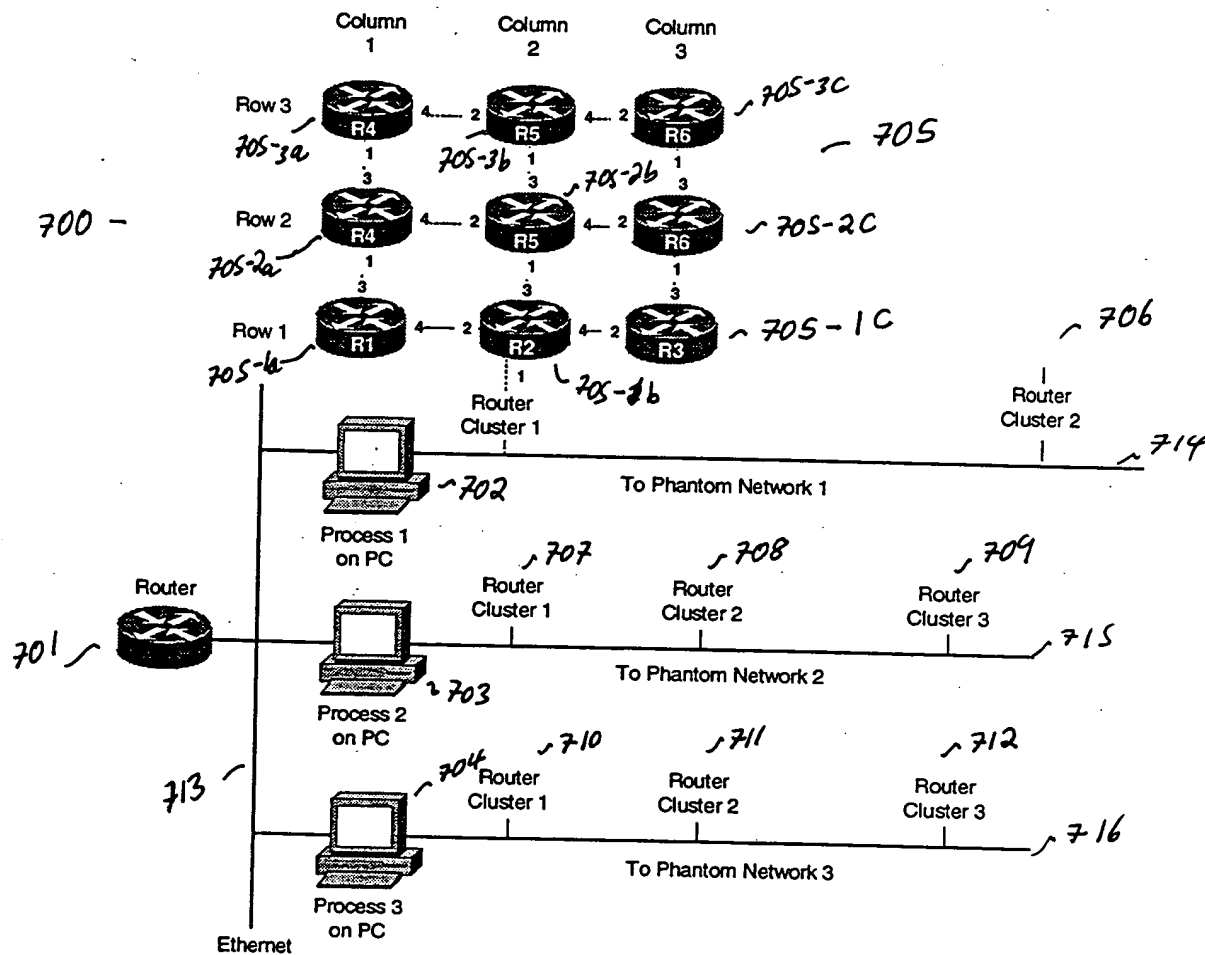 Column 1
Column 2
Column 3
Row 3
R4
4
2
R5
4
2
R6
705-3C
705-3a
705-3b
705
1
1
1
3
3
3
705-2b
700
Row 2
R4
4
2
R5
4
2
R6
705-2C
705-2a
1
1
1
3
3
3
Row 1
R1
4
2
R2
4
2
R3
705-1C
706
705-1a
1
705-1b
Router Cluster 1
Router Cluster 2
714
702
To Phantom Network 1
Process 1 on PC
707
708
709
Router
Router Cluster 1
Router Cluster 2
Router Cluster 3
701
715
703
To Phantom Network 2
Process 2 on PC
710
711
712
704
713
Router Cluster 1
Router Cluster 2
Router Cluster 3
716
To Phantom Network 3
Process 3 on PC
Ethernet